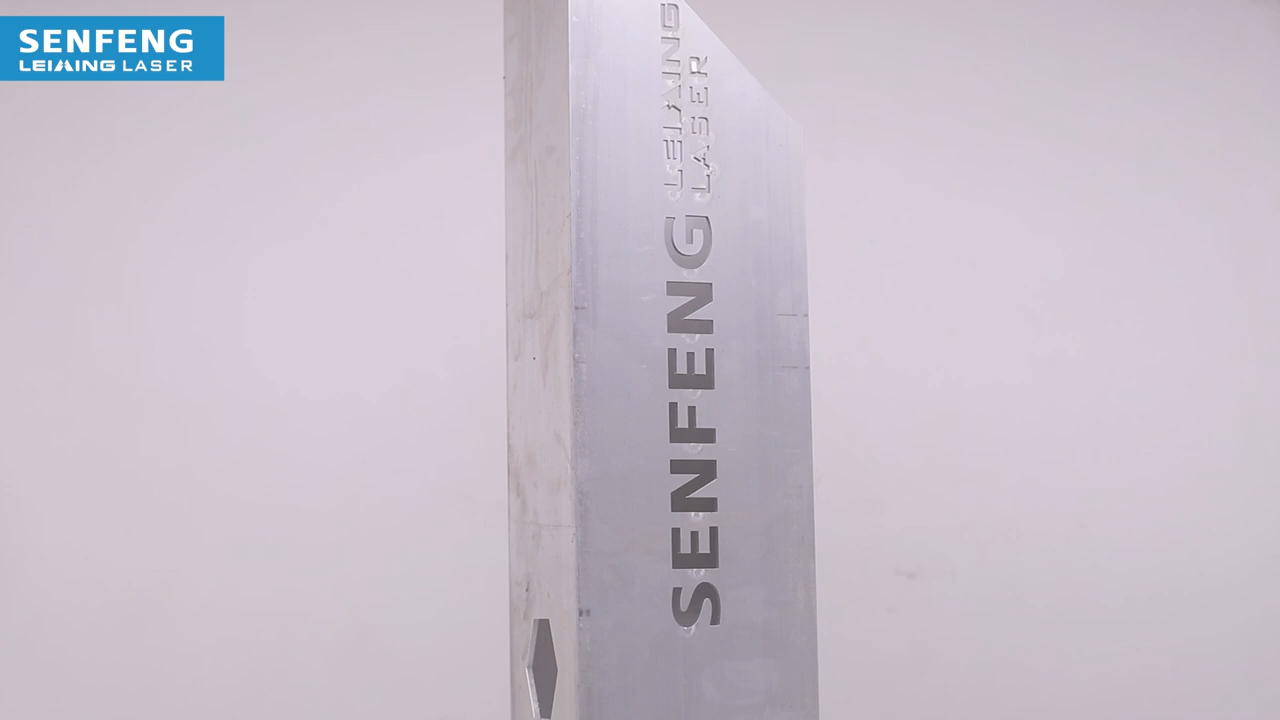 SENFENG
LEIMING LASER
SENFENG
LEIMING
LASER